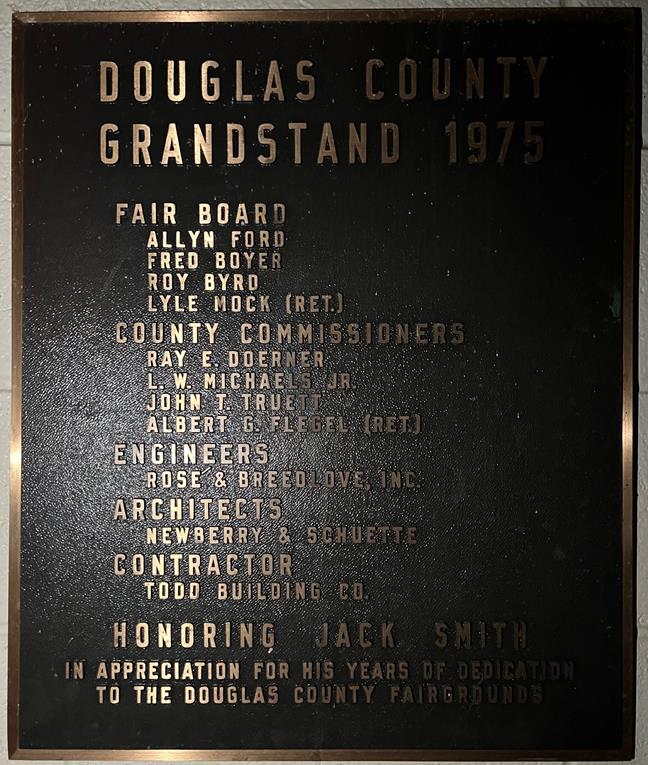 DOUGLAS COUNTY
GRANDSTAND 1975
FAIR BOARD
ALLYN FORD
FRED BOYER
ROY BYRD
LYLE MOCK (RET.)
COUNTY COMMISSIONERS
RAY E. DOERNER
L. W. MICHAELS JR.
JOHN T. TRUETT
ALBERT G. FLEGEL (RET.)
ENGINEERS
ROSE & BREEDLOVE, INC.
ARCHITECTS
NEWBERRY & SCHUETTE
CONTRACTOR
TODD BUILDING CO.
HONORING JACK SMITH
IN APPRECIATION FOR HIS YEARS OF DEDICATION
TO THE DOUGLAS COUNTY FAIRGROUNDS